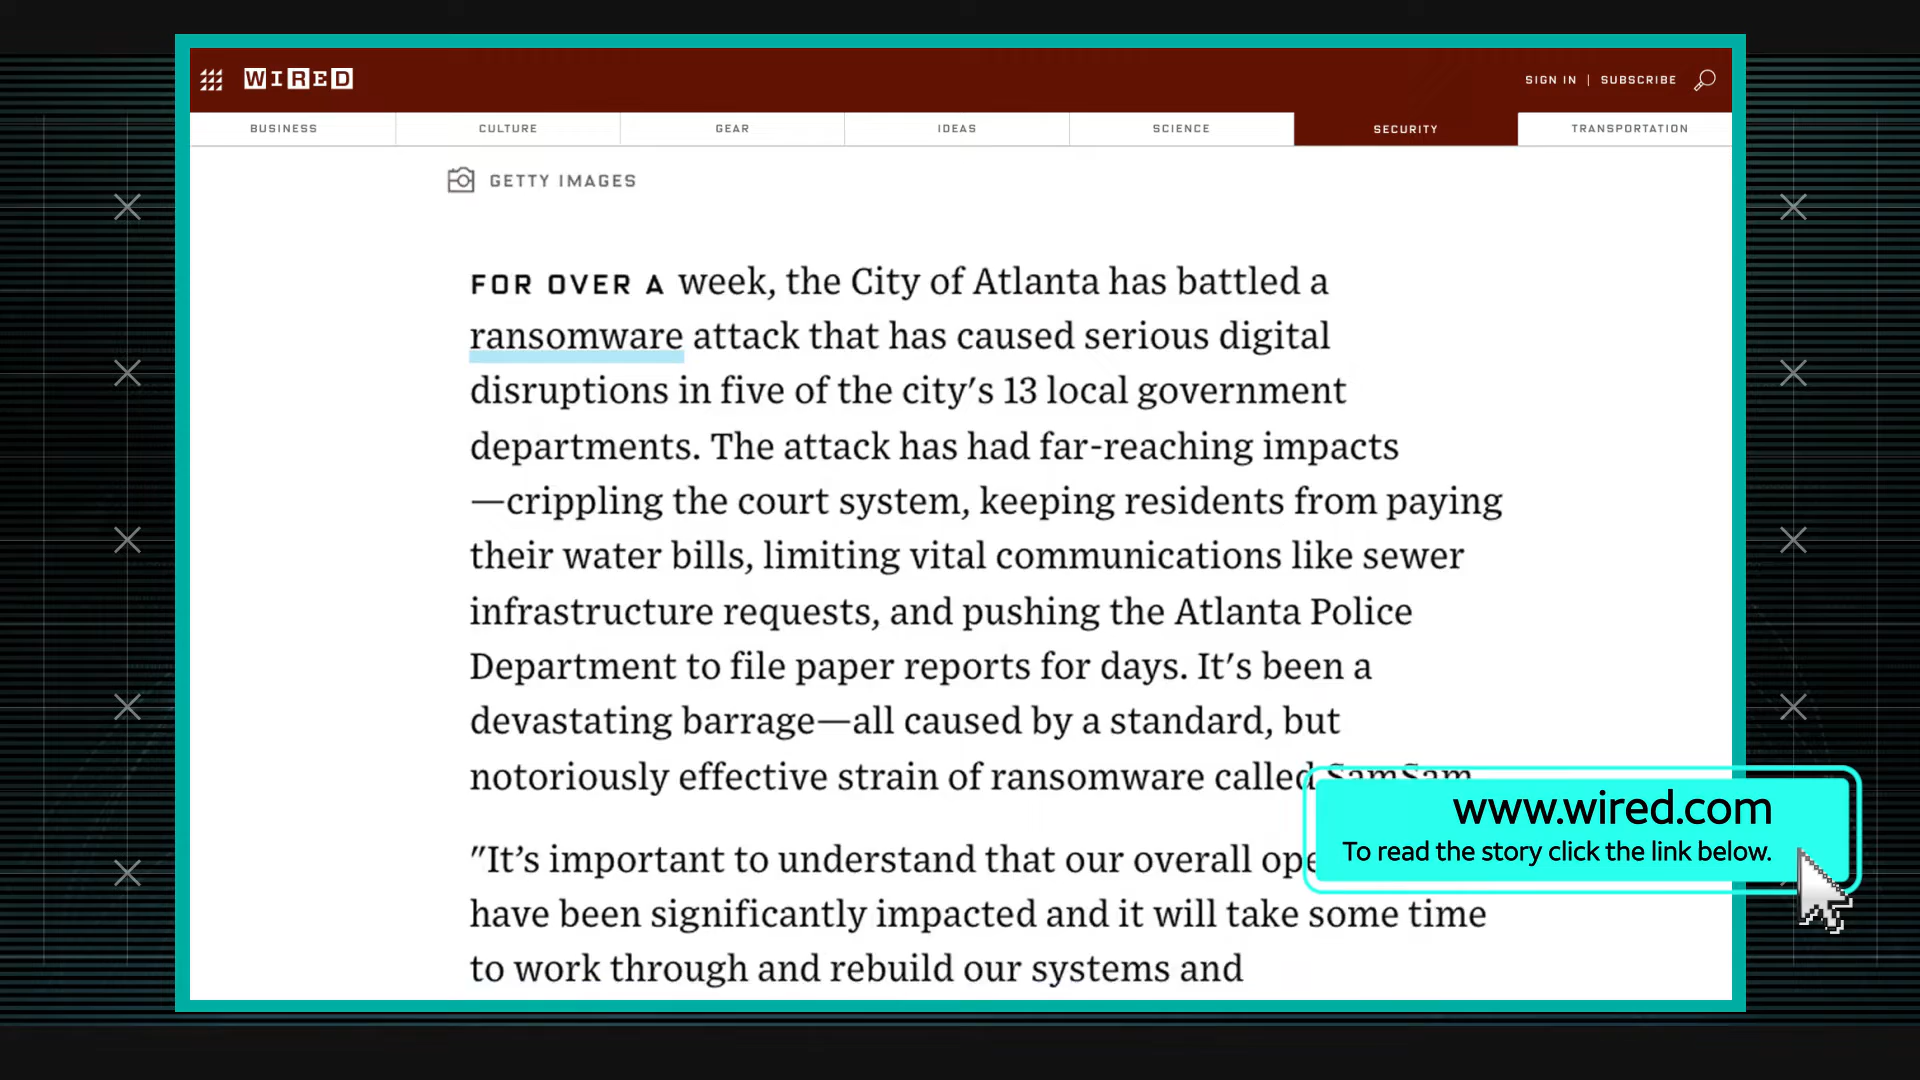 WIRED
SIGN IN | SUBSCRIBE
BUSINESS CULTURE GEAR IDEAS SCIENCE SECURITY TRANSPORTATION
GETTY IMAGES
FOR OVER A week, the City of Atlanta has battled a
ransomware attack that has caused serious digital
disruptions in five of the city's 13 local government
departments. The attack has had far-reaching impacts
—crippling the court system, keeping residents from paying
their water bills, limiting vital communications like sewer
infrastructure requests, and pushing the Atlanta Police
Department to file paper reports for days. It's been a
devastating barrage—all caused by a standard, but
notoriously effective strain of ransomware called SamSam
"It's important to understand that our overall
have been significantly impacted and it will take some time
to work through and rebuild our systems and
www.wired.com
To read the story click the link below.